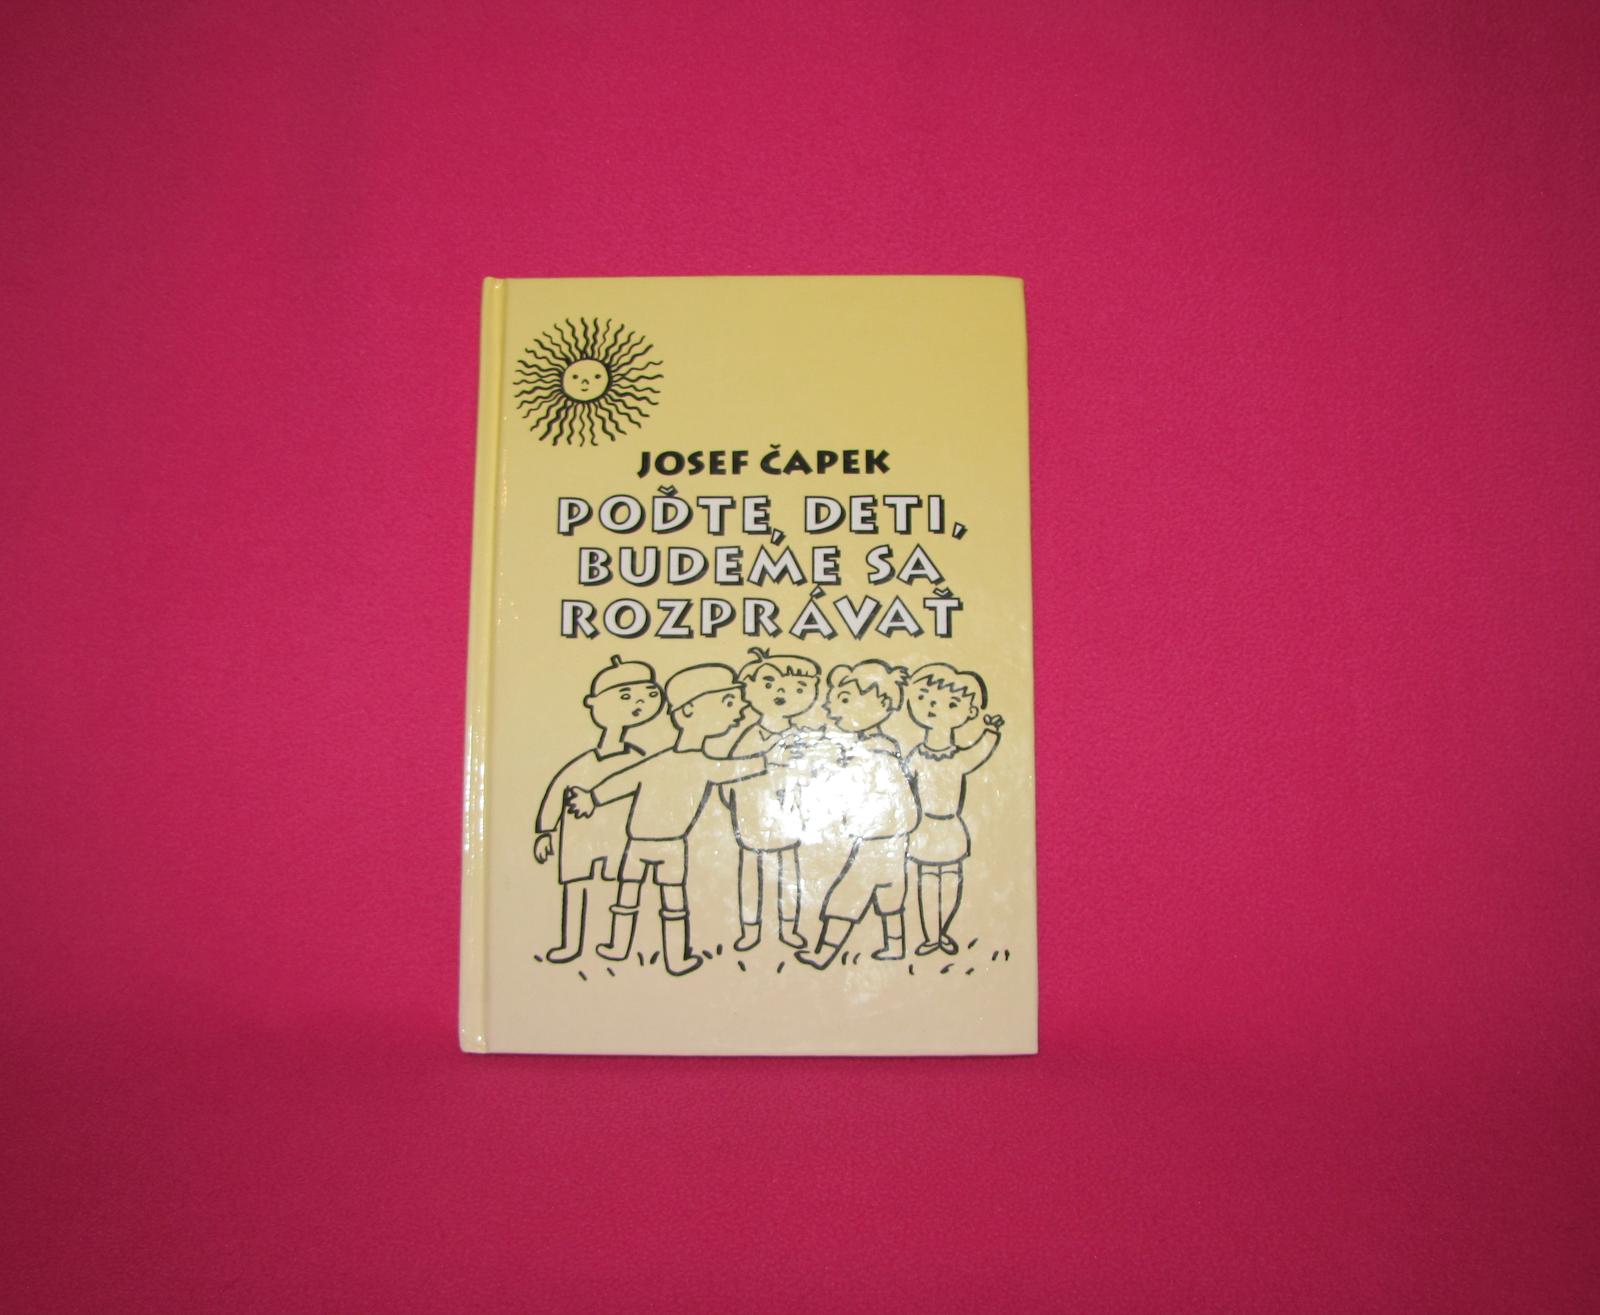 JOSEF ČAPEK
POĎTE, DETI,
BUDEME SA
ROZPRÁVAŤ